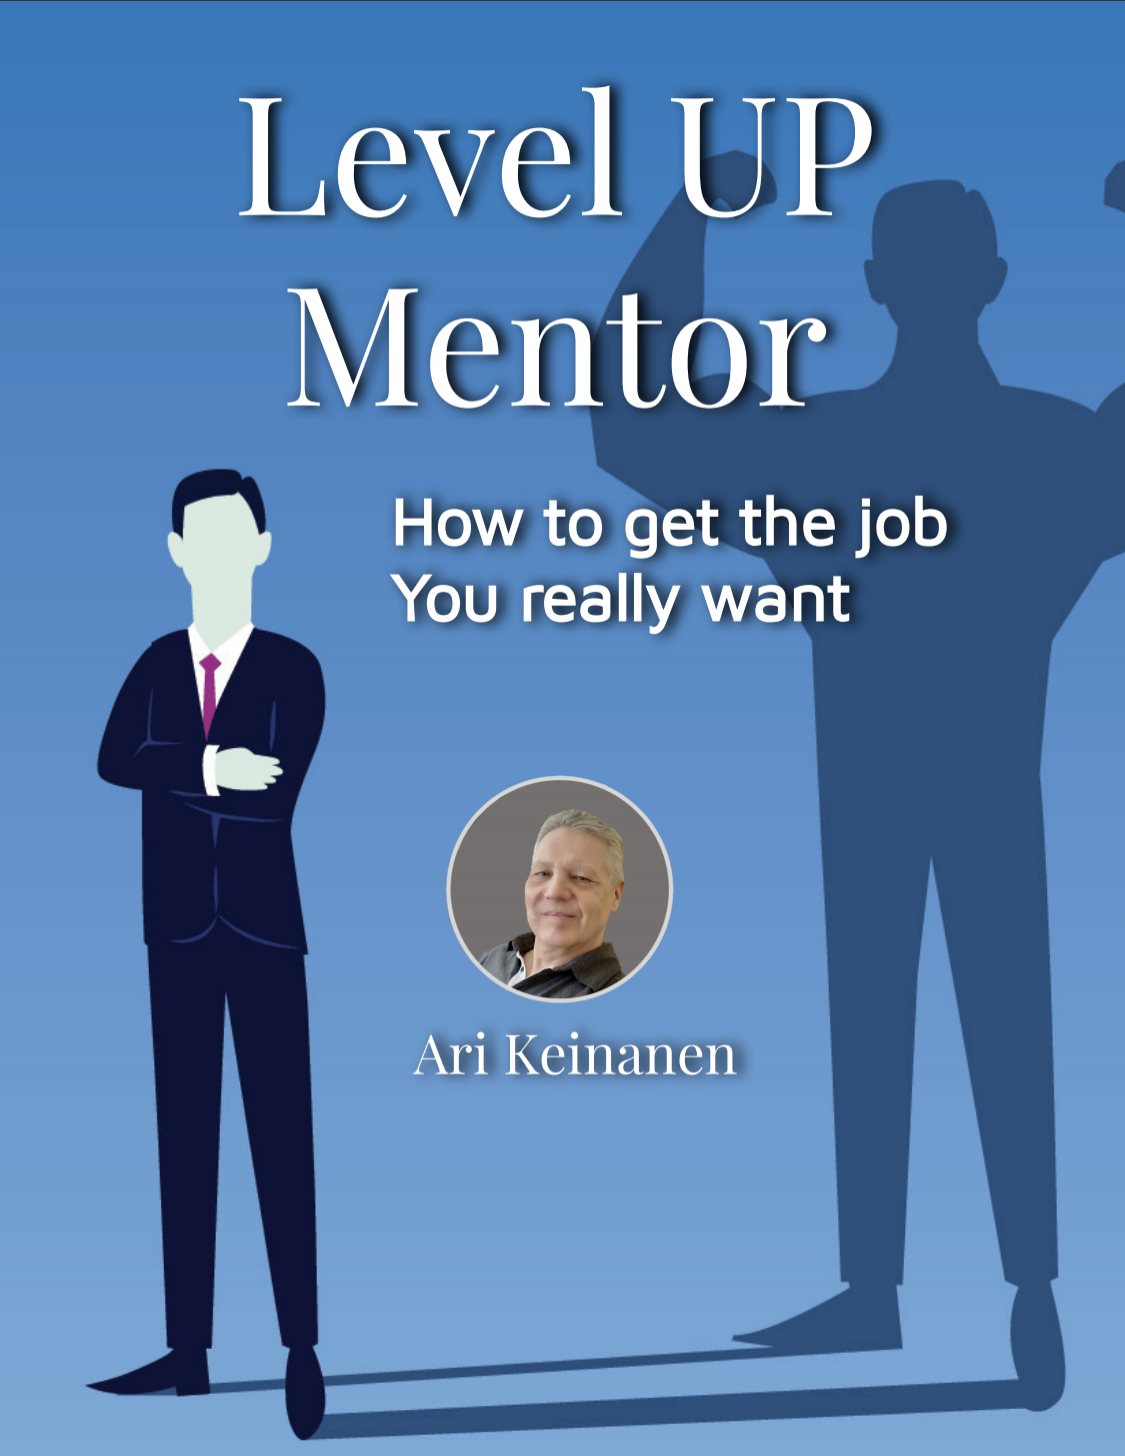 Level UP
Mentor
How to get the job
You really want
Ari Keinanen